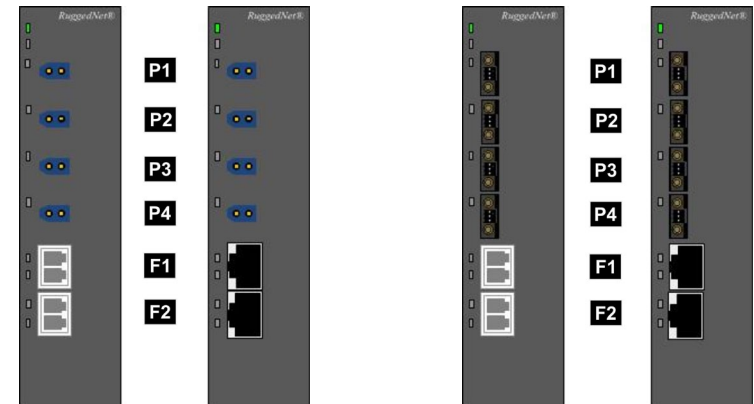 RuggedNet® RuggedNet® RuggedNet® RuggedNet®
P1 P1
P2 P2
P3 P3
P4 P4
F1 F1
F2 F2